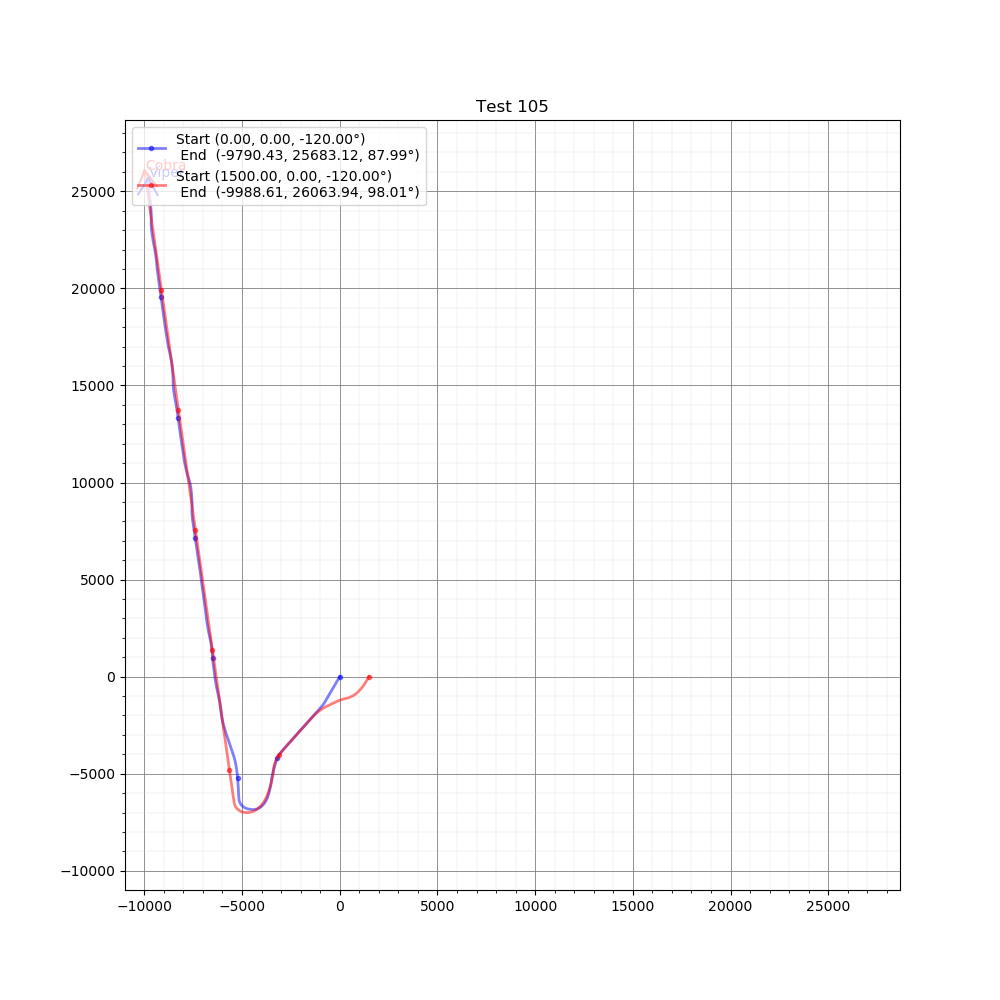 Test 105
Start (0.00, 0.00, -120.00°)
End (-9790.43, 25683.12, 87.99°)
Start (1500.00, 0.00, -120.00°)
End (-9988.61, 26063.94, 98.01°)
Cobra
Viper
25000
20000
15000
10000
5000
0
−5000
−10000
−10000 −5000 0 5000 10000 15000 20000 25000